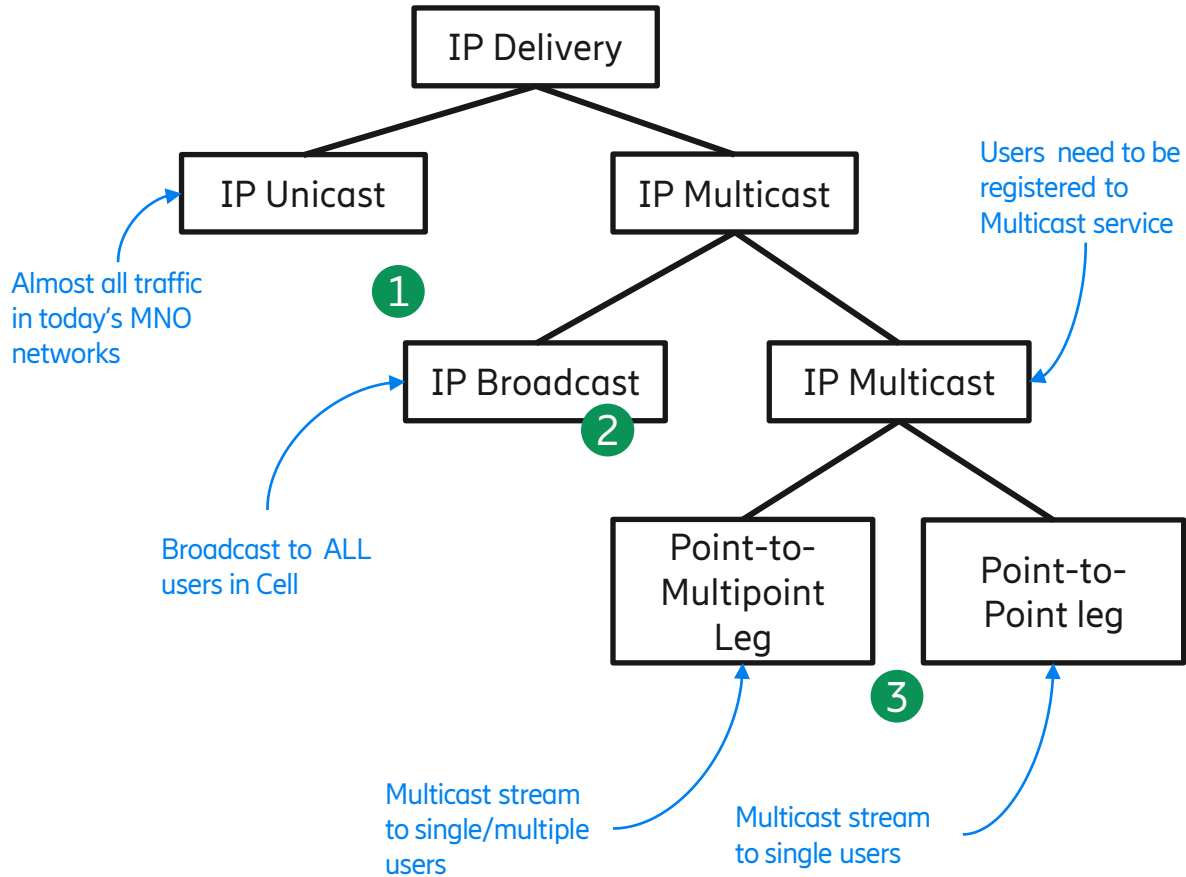 IP Delivery
IP Unicast
IP Multicast
Users need to be
registered to
Multicast service
Almost all traffic
in today's MNO
networks
1
IP Broadcast
2
IP Multicast
Broadcast to ALL
users in Cell
Point-to-
Multipoint
Leg
Point-to-
Point leg
3
Multicast stream
to single/multiple
users
Multicast stream
to single users